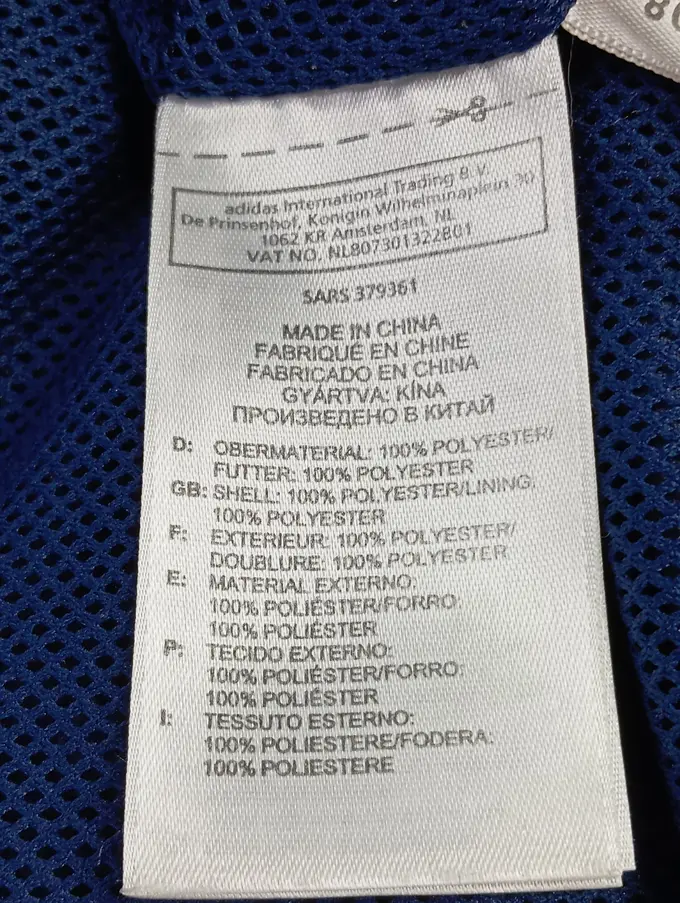 80
adidas International Trading B.V.
De Prinsenhof, Konigin Wilhelminaplein 30
1062 KR Amsterdam, NL
VAT NO. NL807301322B01
SARS 379361
MADE IN CHINA
FABRIQUÉ EN CHINE
FABRICADO EN CHINA
GYÁRTVA: KÍNA
ПРОИЗВЕДЕНО В КИТАЙ
D: OBERMATERIAL: 100% POLYESTER/
FUTTER: 100% POLYESTER
GB: SHELL: 100% POLYESTER/LINING:
100% POLYESTER
F: EXTERIEUR: 100% POLYESTER/
DOUBLURE: 100% POLYESTER
E: MATERIAL EXTERNO:
100% POLIÉSTER/FORRO:
100% POLIÉSTER
P: TECIDO EXTERNO:
100% POLIÉSTER/FORRO:
100% POLIÉSTER
I: TESSUTO ESTERNO:
100% POLIESTERE/FODERA:
100% POLIESTERE